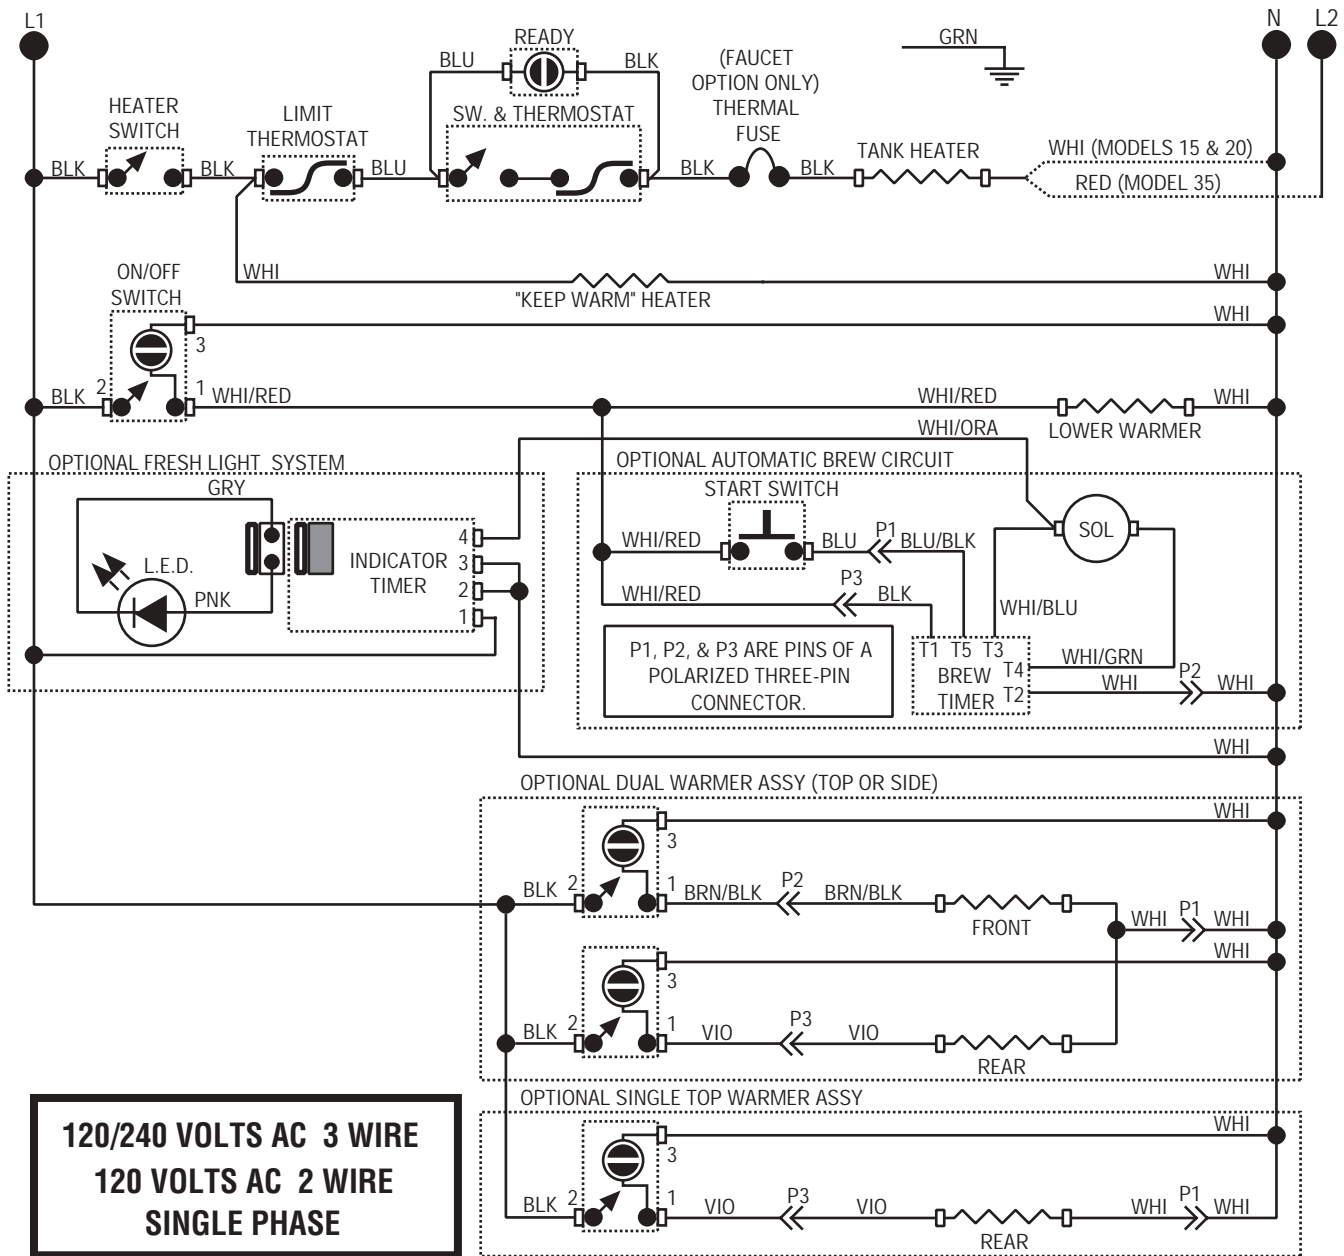 L1
N
L2
READY
GRN
BLU
BLK
(FAUCET
OPTION ONLY)
THERMAL
FUSE
HEATER
SWITCH
LIMIT
THERMOSTAT
SW. & THERMOSTAT
TANK HEATER
WHI (MODELS 15 & 20)
RED (MODEL 35)
BLK
BLK
BLU
BLK
BLK
WHI
"KEEP WARM" HEATER
WHI
ON/OFF
SWITCH
3
WHI
BLK
2
1
WHI/RED
WHI/RED
WHI
LOWER WARMER
WHI/ORA
OPTIONAL FRESH LIGHT SYSTEM
GRY
L.E.D.
PNK
INDICATOR
TIMER
4
3
2
1
OPTIONAL AUTOMATIC BREW CIRCUIT
START SWITCH
SOL
WHI/RED
BLU
P1
BLU/BLK
WHI/RED
P3
BLK
WHI/BLU
P1, P2, & P3 ARE PINS OF A
POLARIZED THREE-PIN
CONNECTOR.
T1 T5 T3
BREW
TIMER
T4
T2
WHI/GRN
WHI
P2
WHI
WHI
OPTIONAL DUAL WARMER ASSY (TOP OR SIDE)
3
WHI
BLK
2
1
BRN/BLK
P2
BRN/BLK
FRONT
WHI
P1
WHI
3
WHI
BLK
2
1
VIO
P3
VIO
REAR
OPTIONAL SINGLE TOP WARMER ASSY
3
WHI
BLK
2
1
VIO
P3
VIO
REAR
WHI
P1
WHI
120/240 VOLTS AC 3 WIRE
120 VOLTS AC 2 WIRE
SINGLE PHASE